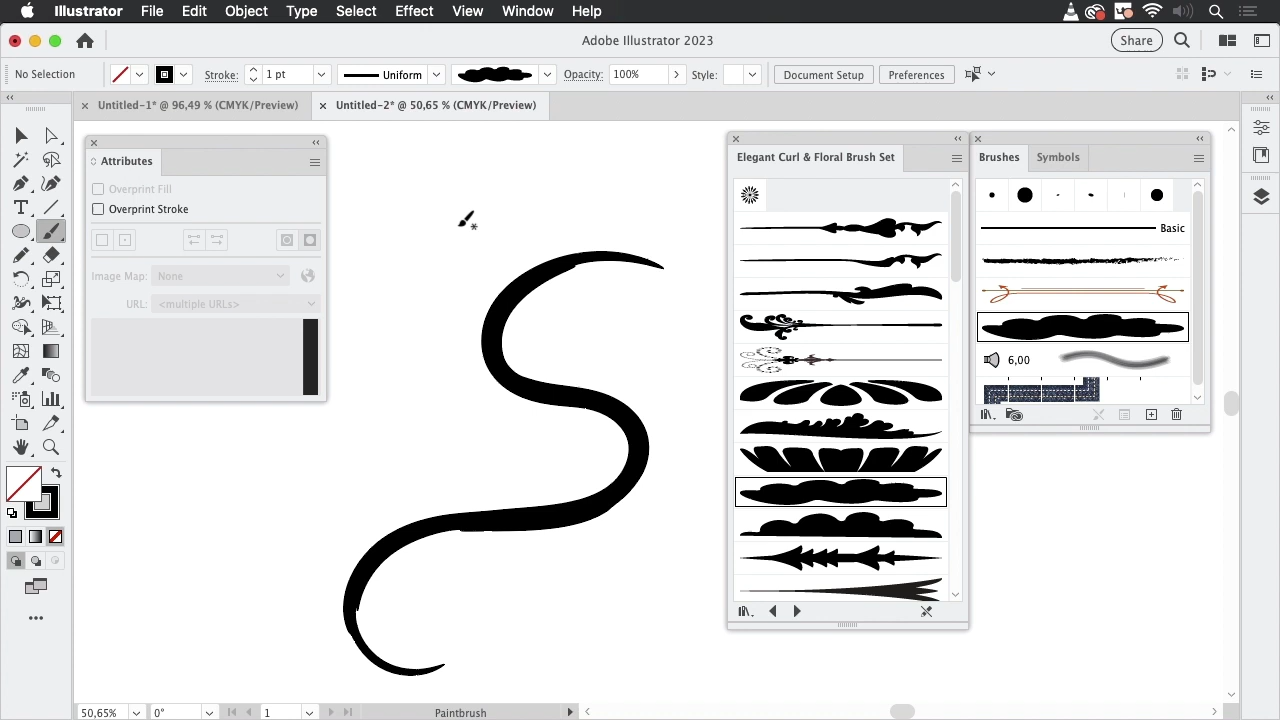 Illustrator File Edit Object Type Select Effect View Window Help
Adobe Illustrator 2023
Share
No Selection
Stroke:
1 pt
Uniform
Opacity:
100%
Style:
Document Setup
Preferences
Untitled-1* @ 96,49 % (CMYK/Preview)
Untitled-2* @ 50,65 % (CMYK/Preview)
Attributes
Overprint Fill
Overprint Stroke
Image Map: None
URL: <multiple URLs>
Elegant Curl & Floral Brush Set
Brushes
Symbols
Basic
6,00
50,65%
0°
1
Paintbrush